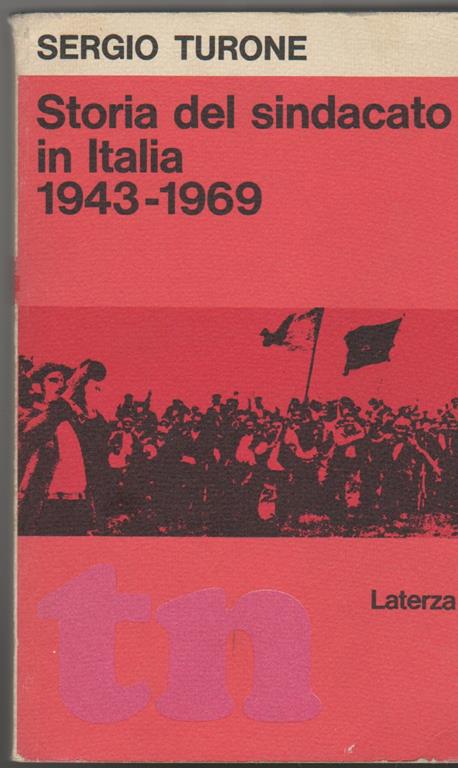 SERGIO TURONE
Storia del sindacato
in Italia
1943-1969
Laterza
tn